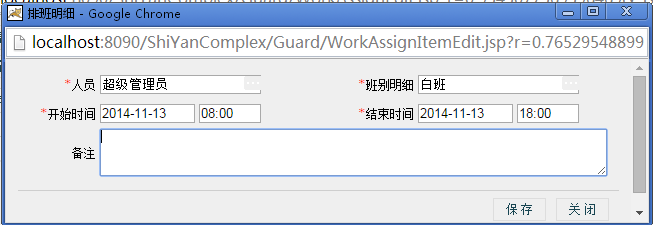 排班明细 - Google Chrome
localhost:8090/ShiYanComplex/Guard/WorkAssignItemEdit.jsp?r=0.76529548899
*人员 超级管理员 ... *班别明细 白班 ...
*开始时间 2014-11-13 08:00 *结束时间 2014-11-13 18:00
备注
保存 关闭